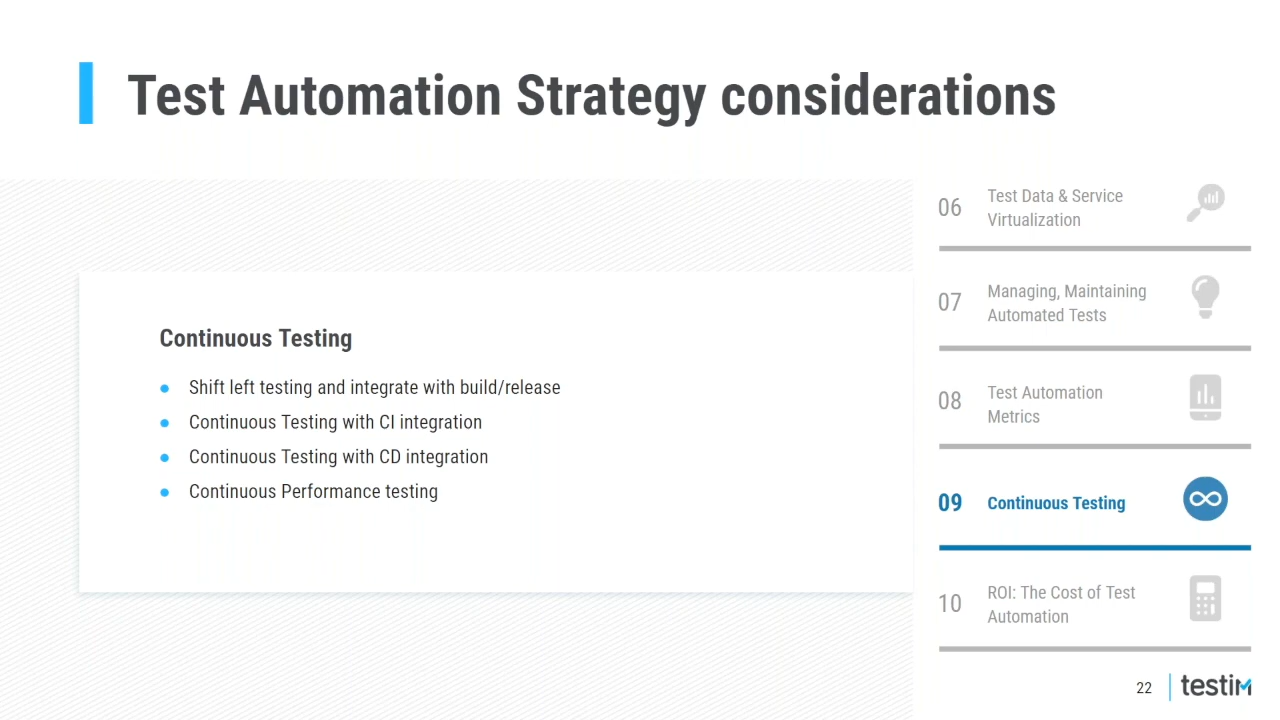 Test Automation Strategy considerations
Continuous Testing
Shift left testing and integrate with build/release
Continuous Testing with CI integration
Continuous Testing with CD integration
Continuous Performance testing
06
Test Data & Service
Virtualization
07
Managing, Maintaining
Automated Tests
08
Test Automation
Metrics
09
Continuous Testing
10
ROI: The Cost of Test
Automation
22
testim